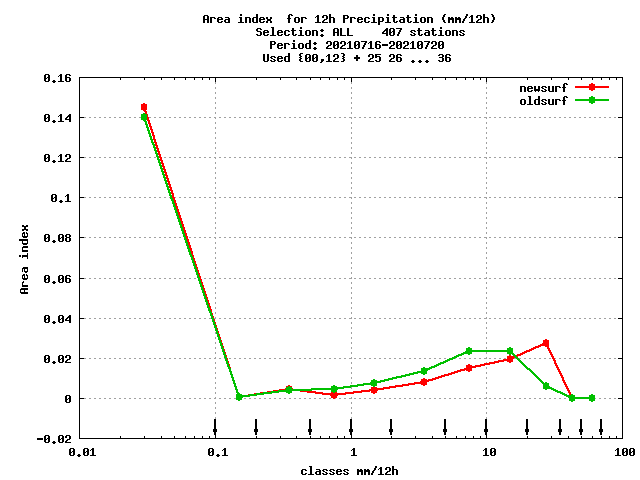 Area index  for 12h Precipitation (mm/12h)
Selection: ALL    407 stations
Period: 20210716-20210720
Used {00,12} + 25 26 ... 36
newsurf
oldsurf
Area index
0.16
0.14
0.12
0.1
0.08
0.06
0.04
0.02
0
-0.02
0.01
0.1
1
10
100
classes mm/12h